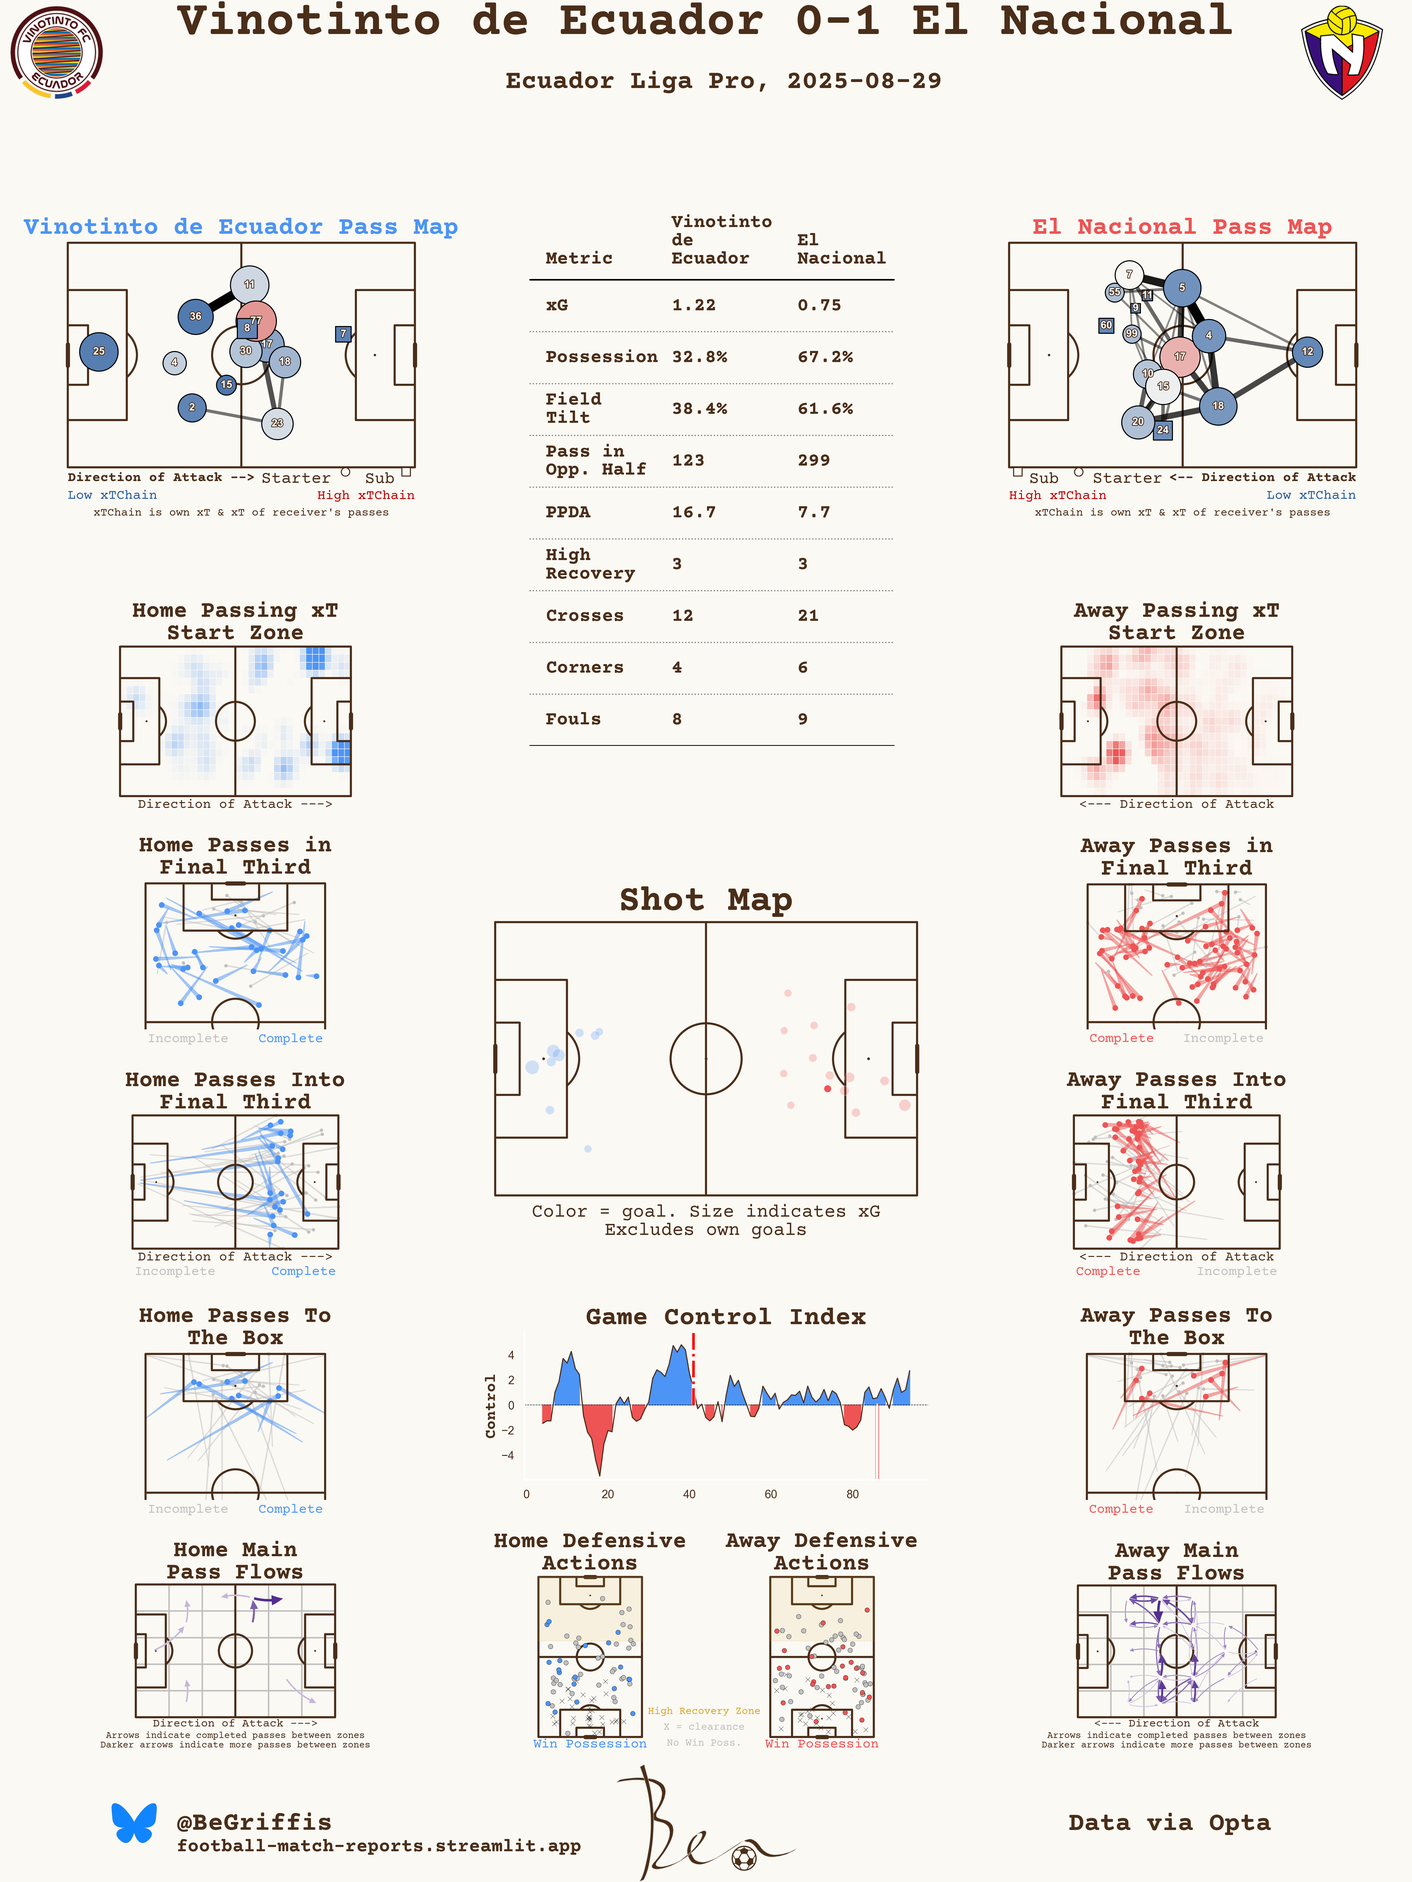 Vinotinto de Ecuador 0-1 El Nacional
Ecuador Liga Pro, 2025-08-29
VINOTINTO FC
ECUADOR
N
Vinotinto de Ecuador Pass Map
11
36
77
8
7
25
17
30
4
18
15
2
23
Direction of Attack --> Starter Sub
Low xTChain High xTChain
xTChain is own xT & xT of receiver's passes
Metric Vinotinto de Ecuador El Nacional
xG 1.22 0.75
Possession 32.8% 67.2%
Field Tilt 38.4% 61.6%
Pass in Opp. Half 123 299
PPDA 16.7 7.7
High Recovery 3 3
Crosses 12 21
Corners 4 6
Fouls 8 9
El Nacional Pass Map
7
5
55
11
9
60
99
4
12
17
10
15
18
20
24
Sub Starter <-- Direction of Attack
High xTChain Low xTChain
xTChain is own xT & xT of receiver's passes
Home Passing xT
Start Zone
Direction of Attack --->
Away Passing xT
Start Zone
<--- Direction of Attack
Home Passes in
Final Third
Incomplete Complete
Away Passes in
Final Third
Complete Incomplete
Shot Map
Color = goal. Size indicates xG
Excludes own goals
Home Passes Into
Final Third
Direction of Attack --->
Incomplete Complete
Away Passes Into
Final Third
<--- Direction of Attack
Complete Incomplete
Home Passes To
The Box
Incomplete Complete
Game Control Index
Control
4
2
0
−2
−4
0 20 40 60 80
Away Passes To
The Box
Complete Incomplete
Home Main
Pass Flows
Direction of Attack --->
Arrows indicate completed passes between zones
Darker arrows indicate more passes between zones
Home Defensive
Actions
Win Possession
High Recovery Zone
X = clearance
No Win Poss.
Away Defensive
Actions
Win Possession
Away Main
Pass Flows
<--- Direction of Attack
Arrows indicate completed passes between zones
Darker arrows indicate more passes between zones
@BeGriffis
football-match-reports.streamlit.app
Ben
Data via Opta